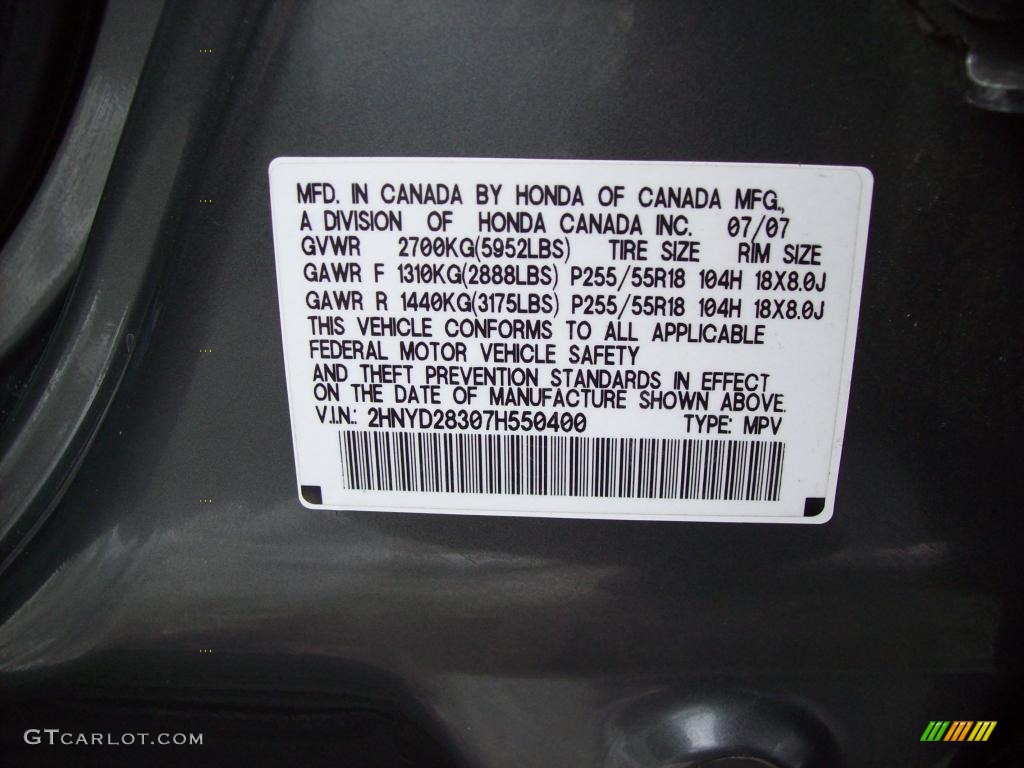 MFD. IN CANADA BY HONDA OF CANADA MFG.,
A DIVISION OF HONDA CANADA INC. 07/07
GVWR 2700KG(5952LBS) TIRE SIZE RIM SIZE
GAWR F 1310KG(2888LBS) P255/55R18 104H 18X8.0J
GAWR R 1440KG(3175LBS) P255/55R18 104H 18X8.0J
THIS VEHICLE CONFORMS TO ALL APPLICABLE
FEDERAL MOTOR VEHICLE SAFETY
AND THEFT PREVENTION STANDARDS IN EFFECT
ON THE DATE OF MANUFACTURE SHOWN ABOVE.
V.I.N.: 2HNYD28307H550400 TYPE: MPV
GTCARLOT.COM